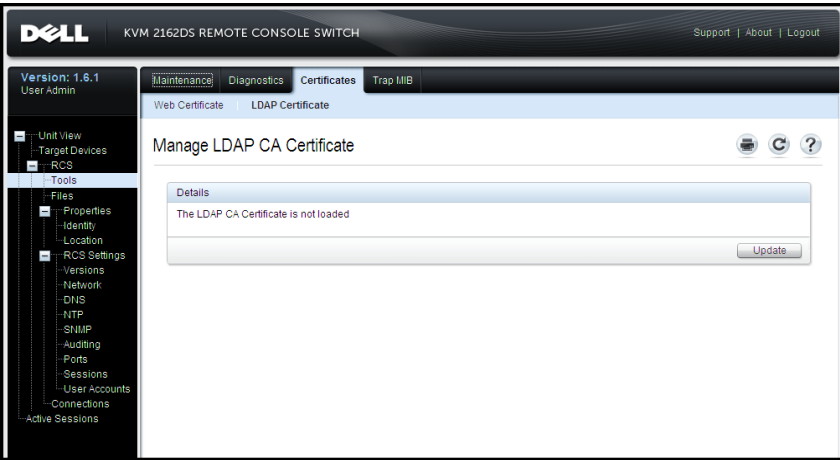 DELL KVM 2162DS REMOTE CONSOLE SWITCH Support | About | Logout
Version: 1.6.1
User Admin
Maintenance Diagnostics Certificates Trap MIB
Web Certificate | LDAP Certificate
Unit View
Target Devices
RCS
Tools
Files
Properties
Identity
Location
RCS Settings
Versions
Network
DNS
NTP
SNMP
Auditing
Ports
Sessions
User Accounts
Connections
Active Sessions
Manage LDAP CA Certificate
Details
The LDAP CA Certificate is not loaded
Update